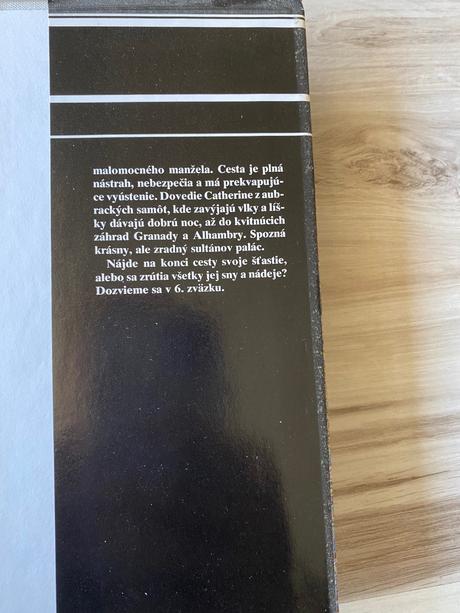 malomocného manžela. Cesta je plná
nástrah, nebezpečia a má prekvapujú-
ce vyústenie. Dovedie Catherine z aub-
rackých samôt, kde zavýjajú vlky a líš-
ky dávajú dobrú noc, až do kvitnúcich
záhrad Granady a Alhambry. Spozná
krásny, ale zradný sultánov palác.
Nájde na konci cesty svoje šťastie,
alebo sa zrútia všetky jej sny a nádeje?
Dozvieme sa v 6. zväzku.